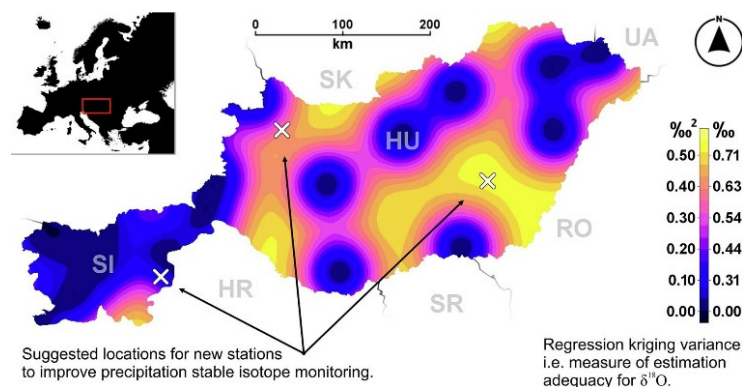 N
0 100 200
km
UA
SK
HU
RO
SI
HR
SR
‰² ‰
0.50 0.71
0.40 0.63
0.30 0.54
0.20 0.44
0.10 0.31
0.00 0.00
Suggested locations for new stations
to improve precipitation stable isotope monitoring.
Regression kriging variance
i.e. measure of estimation
adequacy for δ¹⁸O.